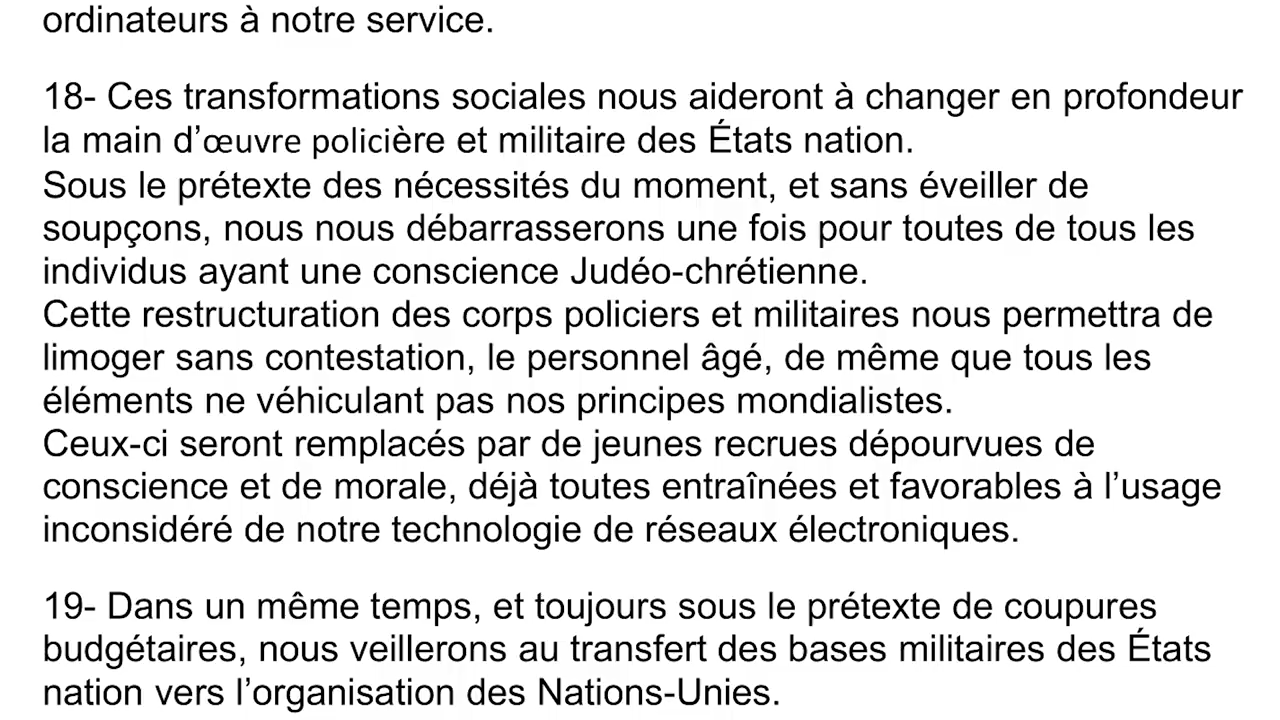 ordinateurs à notre service.
18- Ces transformations sociales nous aideront à changer en profondeur
la main d’œuvre policière et militaire des États nation.
Sous le prétexte des nécessités du moment, et sans éveiller de
soupçons, nous nous débarrasserons une fois pour toutes de tous les
individus ayant une conscience Judéo-chrétienne.
Cette restructuration des corps policiers et militaires nous permettra de
limoger sans contestation, le personnel âgé, de même que tous les
éléments ne véhiculant pas nos principes mondialistes.
Ceux-ci seront remplacés par de jeunes recrues dépourvues de
conscience et de morale, déjà toutes entraînées et favorables à l’usage
inconsidéré de notre technologie de réseaux électroniques.
19- Dans un même temps, et toujours sous le prétexte de coupures
budgétaires, nous veillerons au transfert des bases militaires des États
nation vers l’organisation des Nations-Unies.